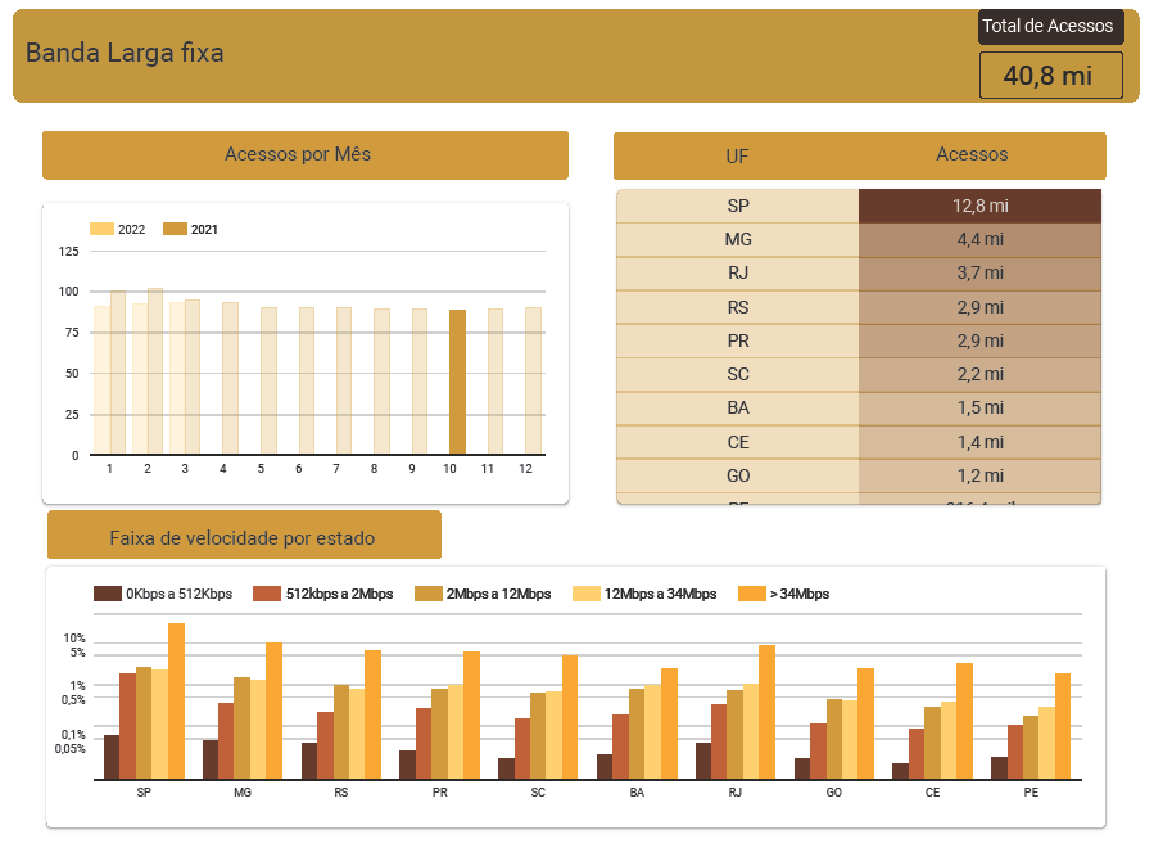 Banda Larga fixa
Total de Acessos
40,8 mi
Acessos por Mês
2022 2021
125
100
75
50
25
0
1 2 3 4 5 6 7 8 9 10 11 12
UF Acessos
SP 12,8 mi
MG 4,4 mi
RJ 3,7 mi
RS 2,9 mi
PR 2,9 mi
SC 2,2 mi
BA 1,5 mi
CE 1,4 mi
GO 1,2 mi
Faixa de velocidade por estado
0Kbps a 512Kbps 512kbps a 2Mbps 2Mbps a 12Mbps 12Mbps a 34Mbps > 34Mbps
10%
5%
1%
0,5%
0,1%
0,05%
SP MG RS PR SC BA RJ GO CE PE